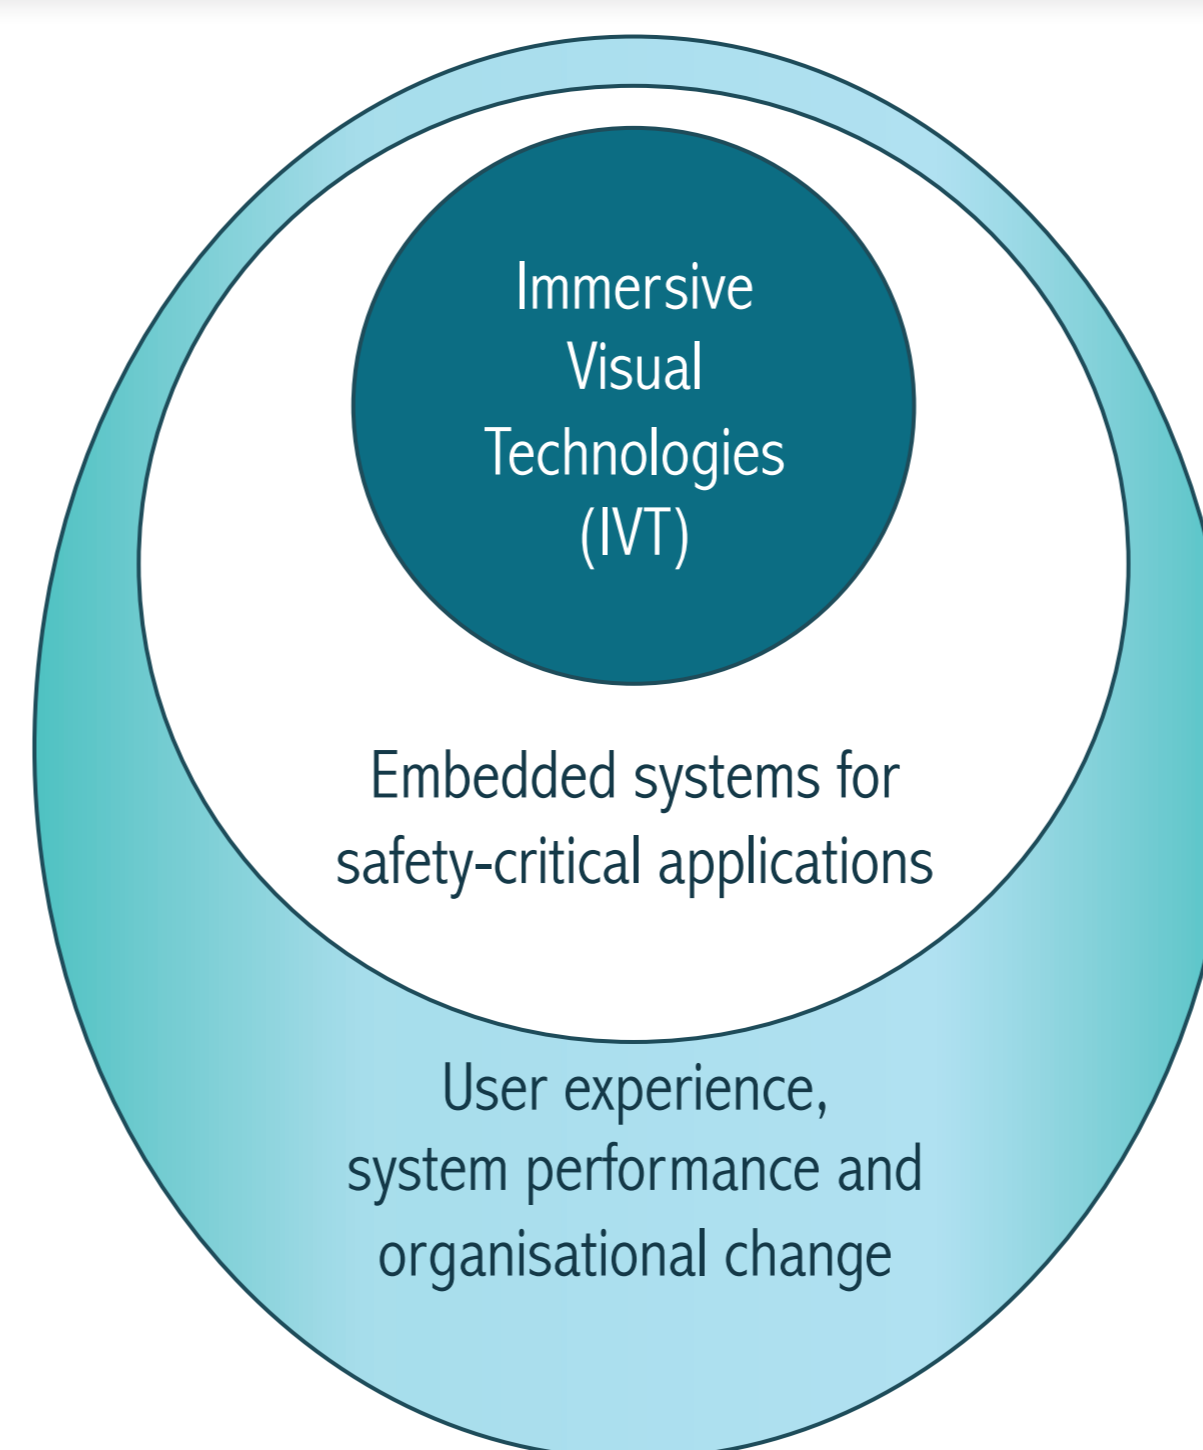 Immersive
Visual
Technologies
(IVT)
Embedded systems for
safety-critical applications
User experience,
system performance and
organisational change